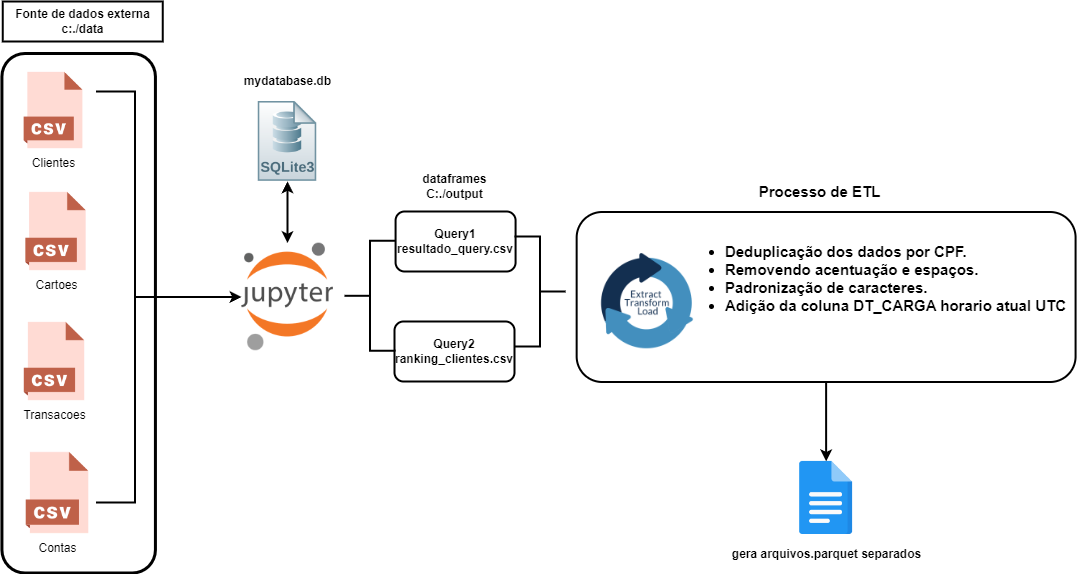 Fonte de dados externa
c:./data
CSV
Clientes
CSV
Cartoes
CSV
Transacoes
CSV
Contas
mydatabase.db
SQLite3
jupyter
dataframes
C:./output
Query1
resultado_query.csv
Query2
ranking_clientes.csv
Processo de ETL
Extract
Transform
Load
Deduplicação dos dados por CPF.
Removendo acentuação e espaços.
Padronização de caracteres.
Adição da coluna DT_CARGA horario atual UTC
gera arquivos.parquet separados